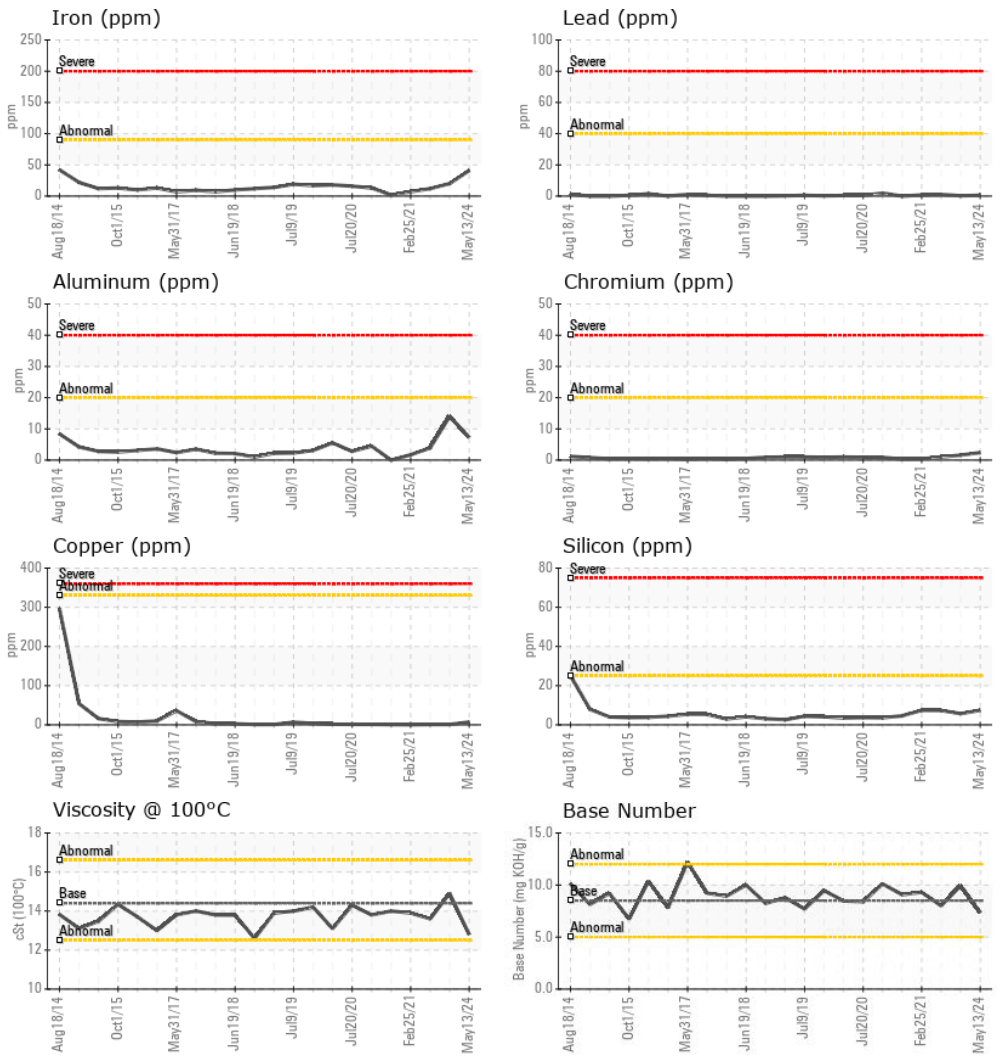 Iron (ppm)
250
200
150
100
50
0
ppm
Severe
Abnormal
Aug18/14
Oct1/15
May31/17
Jun19/18
Jul9/19
Jul20/20
Feb25/21
May13/24
Lead (ppm)
100
80
60
40
20
0
ppm
Severe
Abnormal
Aug18/14
Oct1/15
May31/17
Jun19/18
Jul9/19
Jul20/20
Feb25/21
May13/24
Aluminum (ppm)
50
40
30
20
10
0
ppm
Severe
Abnormal
Aug18/14
Oct1/15
May31/17
Jun19/18
Jul9/19
Jul20/20
Feb25/21
May13/24
Chromium (ppm)
50
40
30
20
10
0
ppm
Severe
Abnormal
Aug18/14
Oct1/15
May31/17
Jun19/18
Jul9/19
Jul20/20
Feb25/21
May13/24
Copper (ppm)
400
300
200
100
0
ppm
Severe
Abnormal
Aug18/14
Oct1/15
May31/17
Jun19/18
Jul9/19
Jul20/20
Feb25/21
May13/24
Silicon (ppm)
80
60
40
20
0
ppm
Severe
Abnormal
Aug18/14
Oct1/15
May31/17
Jun19/18
Jul9/19
Jul20/20
Feb25/21
May13/24
Viscosity @ 100°C
18
16
14
12
10
cSt (100°C)
Abnormal
Base
Abnormal
Aug18/14
Oct1/15
May31/17
Jun19/18
Jul9/19
Jul20/20
Feb25/21
May13/24
Base Number
15.0
10.0
5.0
0.0
Base Number (mg KOH/g)
Abnormal
Base
Abnormal
Aug18/14
Oct1/15
May31/17
Jun19/18
Jul9/19
Jul20/20
Feb25/21
May13/24